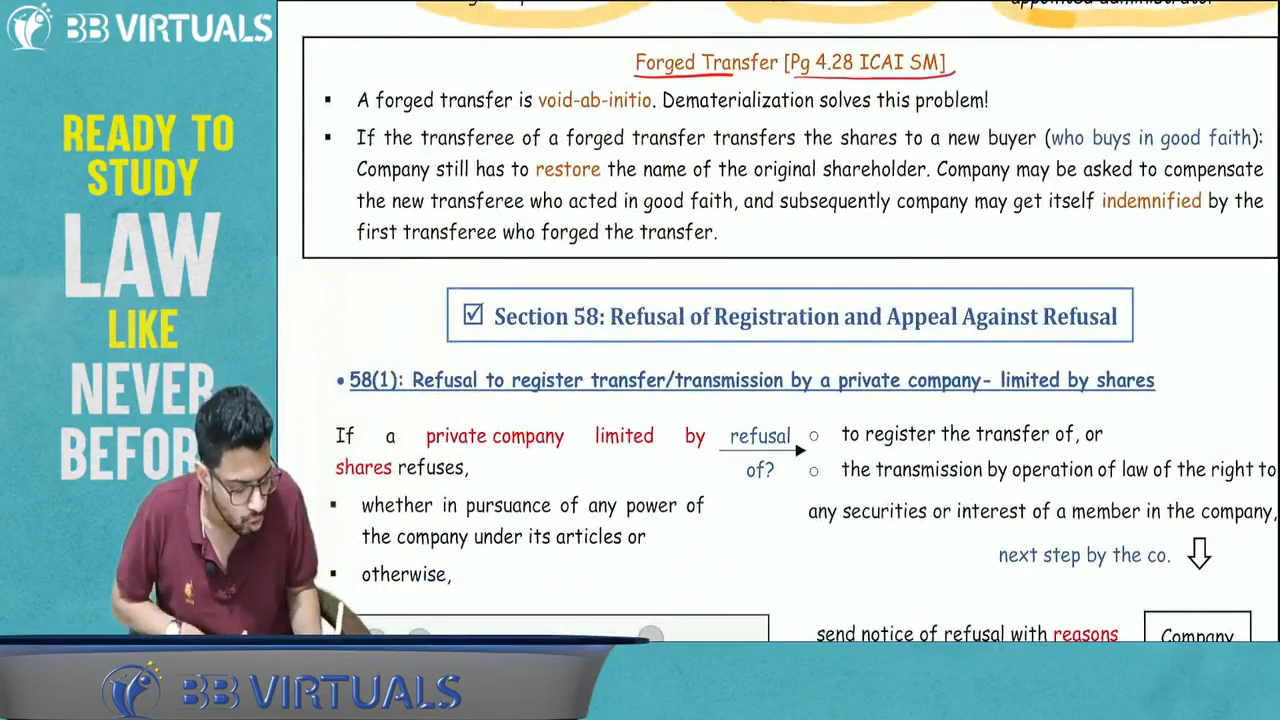 BB VIRTUALS
READY TO
STUDY
LAW
LIKE
NEVER
appointed administrator
Forged Transfer [Pg 4.28 ICAI SM]
▪ A forged transfer is void-ab-initio. Dematerialization solves this problem!
▪ If the transferee of a forged transfer transfers the shares to a new buyer (who buys in good faith):
Company still has to restore the name of the original shareholder. Company may be asked to compensate
the new transferee who acted in good faith, and subsequently company may get itself indemnified by the
first transferee who forged the transfer.
☑ Section 58: Refusal of Registration and Appeal Against Refusal
• 58(1): Refusal to register transfer/transmission by a private company- limited by shares
If a private company limited by
shares refuses,
▪ whether in pursuance of any power of
the company under its articles or
▪ otherwise,
refusal
of?
○ to register the transfer of, or
○ the transmission by operation of law of the right to
any securities or interest of a member in the company,
next step by the co.
send notice of refusal with reasons
Company
BB VIRTUALS